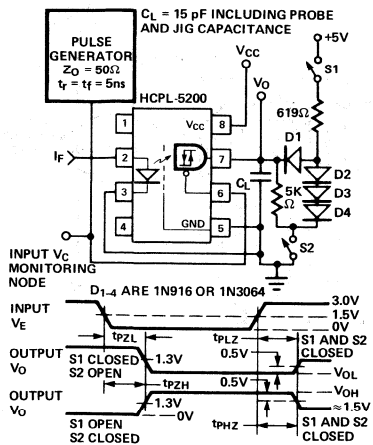 C_L = 15 pF INCLUDING PROBE
AND JIG CAPACITANCE
PULSE
GENERATOR
Z_O = 50Ω
t_r = t_f = 5ns
+5V
V_CC
V_O
S1
HCPL-5200
619Ω
1
V_CC
8
D1
I_F
2
7
D2
C_L
5K
Ω
D3
3
6
D4
4
GND
5
S2
INPUT V_C
MONITORING
NODE
D_1-4 ARE 1N916 OR 1N3064
INPUT
V_E
3.0V
1.5V
0V
t_PZL
t_PLZ
S1 AND S2
CLOSED
OUTPUT
V_O
S1 CLOSED
S2 OPEN
1.3V
0.5V
V_OL
t_PZH
0.5V
V_OH
OUTPUT
V_O
1.3V
≈1.5V
0V
S1 OPEN
S2 CLOSED
t_PHZ
S1 AND S2
CLOSED